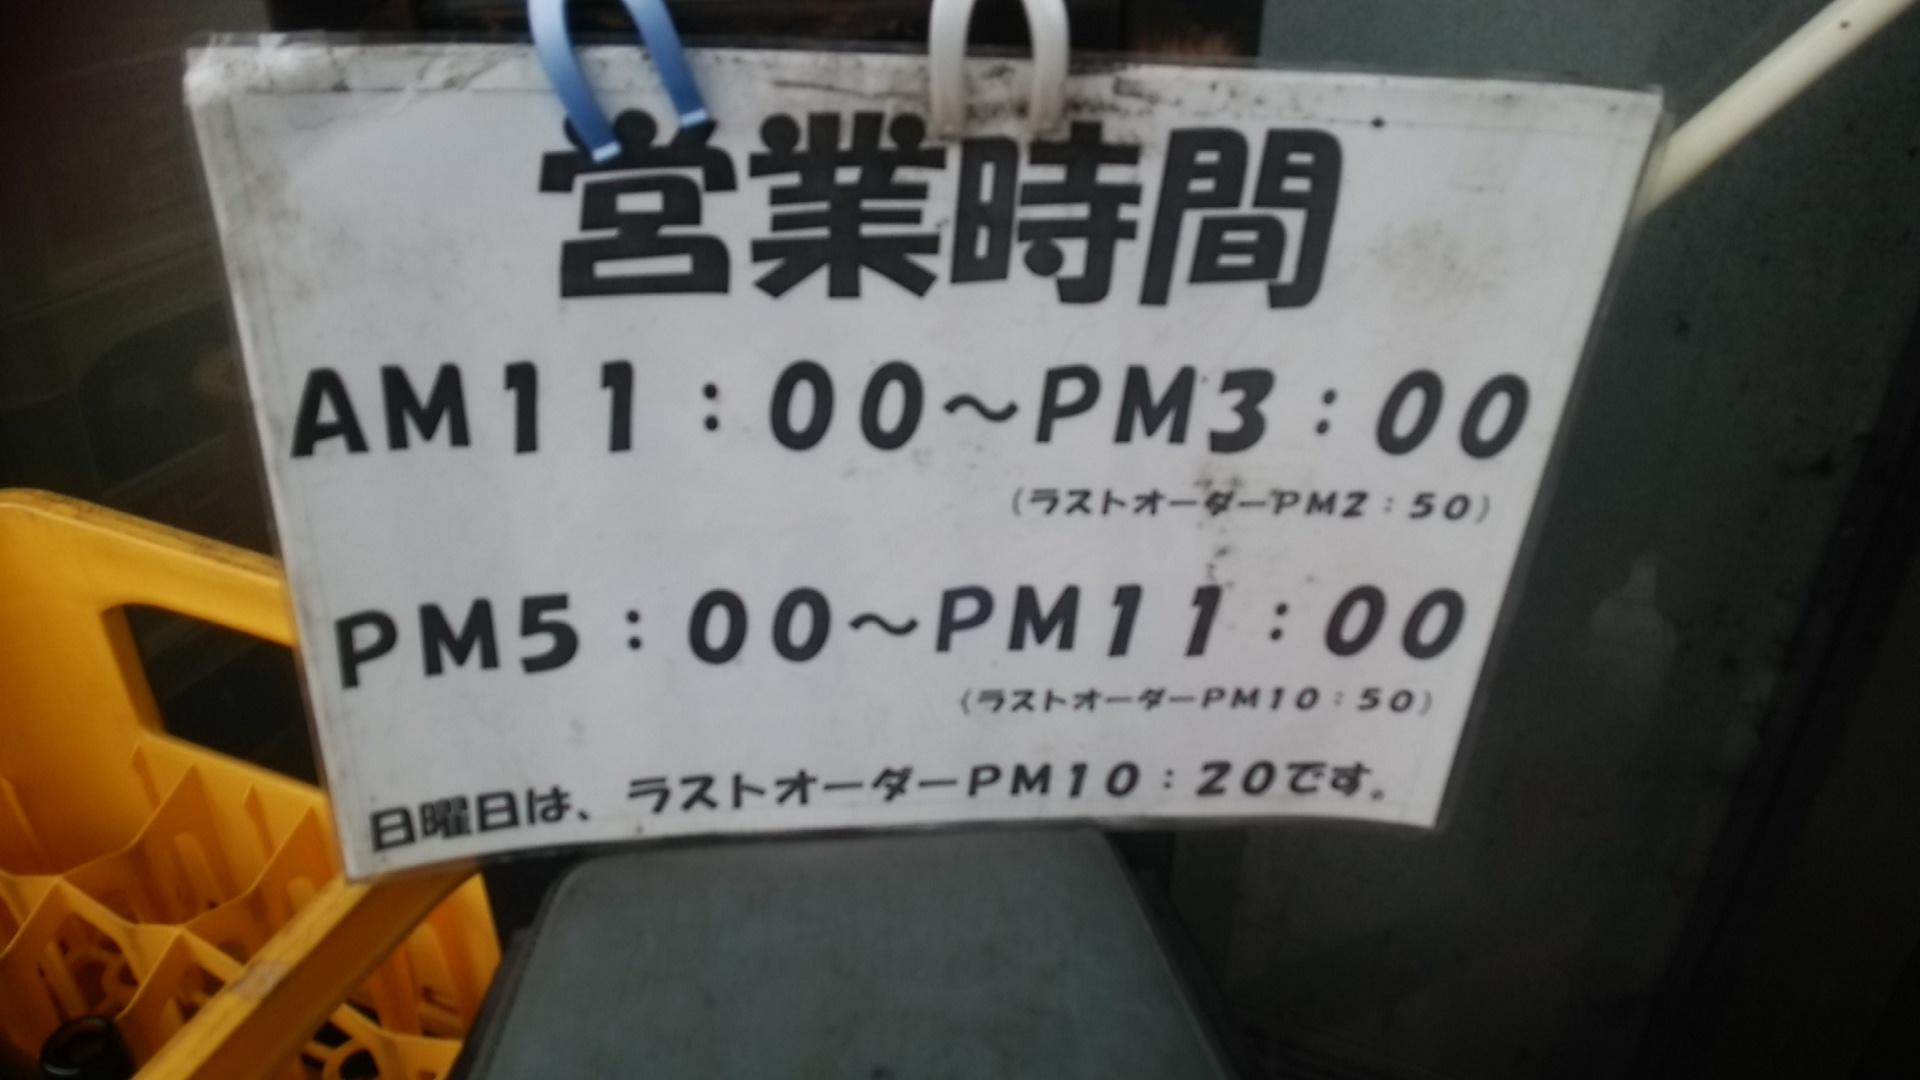 営業時間
AM11:00～PM3:00
(ラストオーダーPM2:50)
PM5:00～PM11:00
(ラストオーダーPM10:50)
日曜日は、ラストオーダーPM10:20です。